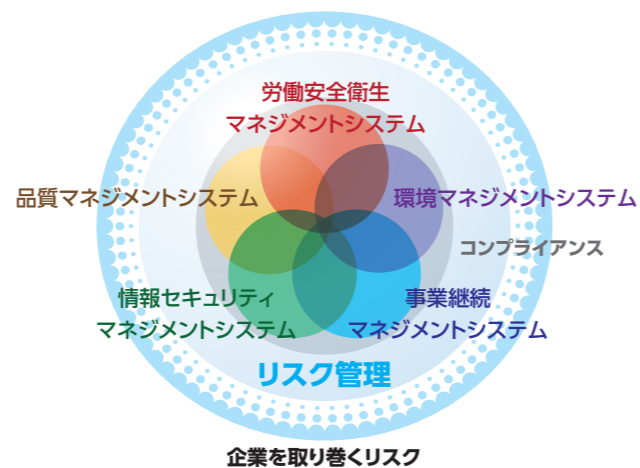 労働安全衛生
マネジメントシステム
品質マネジメントシステム
環境マネジメントシステム
コンプライアンス
情報セキュリティ
マネジメントシステム
事業継続
マネジメントシステム
リスク管理
企業を取り巻くリスク